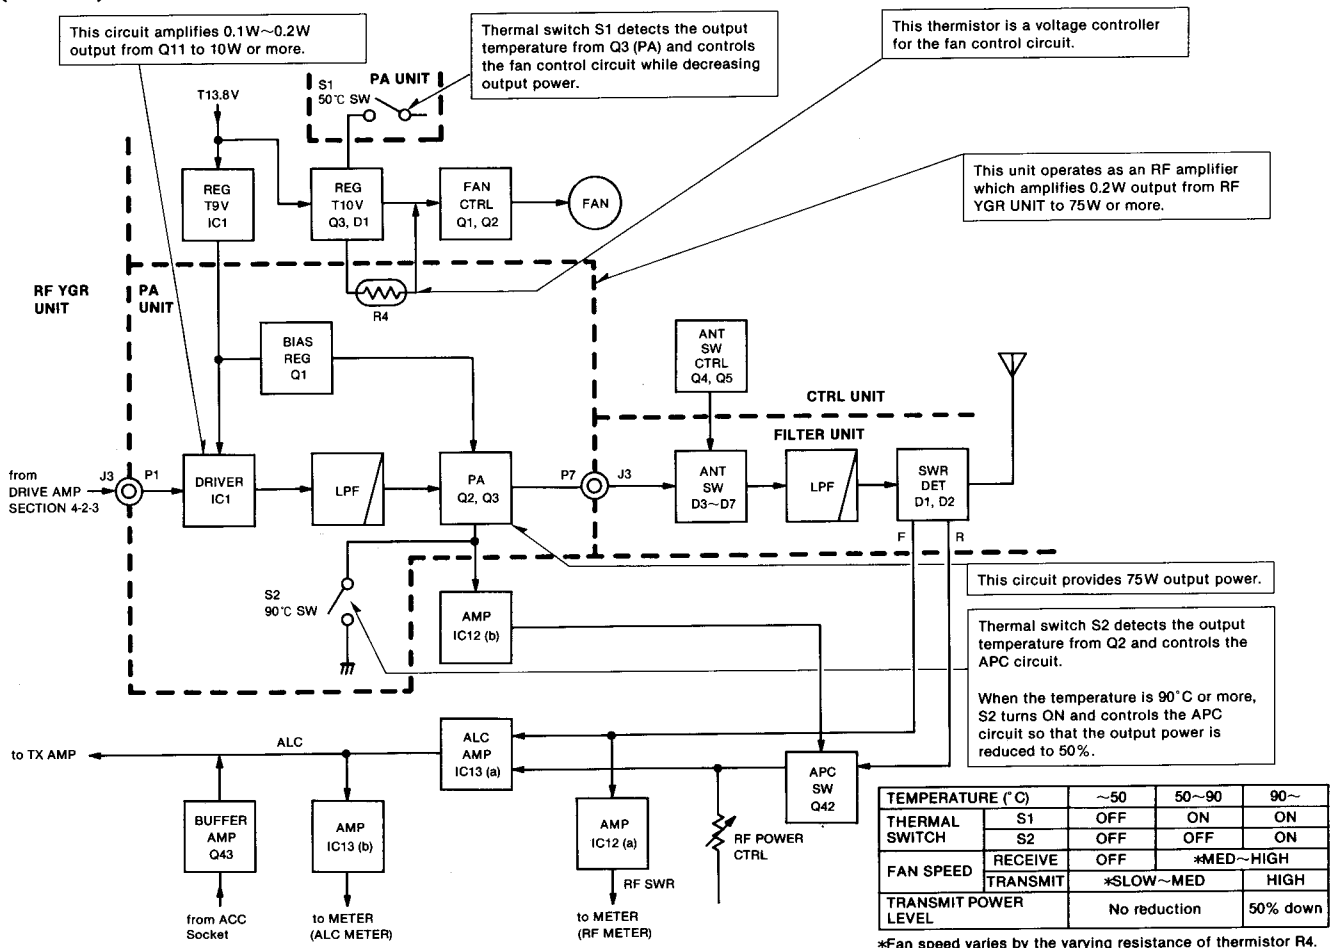 This circuit amplifies 0.1W~0.2W
output from Q11 to 10W or more.
Thermal switch S1 detects the output
temperature from Q3 (PA) and controls
the fan control circuit while decreasing
output power.
This thermistor is a voltage controller
for the fan control circuit.
This unit operates as an RF amplifier
which amplifies 0.2W output from RF
YGR UNIT to 75W or more.
PA UNIT
S1
50°C SW
T13.8V
REG
T9V
IC1
REG
T10V
Q3, D1
FAN
CTRL
Q1, Q2
FAN
RF YGR
UNIT
PA
UNIT
R4
BIAS
REG
Q1
ANT
SW
CTRL
Q4, Q5
CTRL UNIT
FILTER UNIT
from
DRIVE AMP
SECTION 4-2-3
J3
P1
DRIVER
IC1
LPF
PA
Q2, Q3
P7
J3
ANT
SW
D3~D7
LPF
SWR
DET
D1, D2
F
R
S2
90°C SW
AMP
IC12 (b)
This circuit provides 75W output power.
Thermal switch S2 detects the output
temperature from Q2 and controls the
APC circuit.
When the temperature is 90°C or more,
S2 turns ON and controls the APC
circuit so that the output power is
reduced to 50%.
to TX AMP
ALC
ALC
AMP
IC13 (a)
APC
SW
Q42
BUFFER
AMP
Q43
AMP
IC13 (b)
AMP
IC12 (a)
RF POWER
CTRL
RF SWR
from ACC
Socket
to METER
(ALC METER)
to METER
(RF METER)
TEMPERATURE (°C) ~50 50~90 90~
THERMAL
SWITCH
S1 OFF ON ON
S2 OFF OFF ON
FAN SPEED
RECEIVE OFF *MED~HIGH
TRANSMIT *SLOW~MED HIGH
TRANSMIT POWER
LEVEL
No reduction 50% down
*Fan speed varies by the varying resistance of thermistor R4.